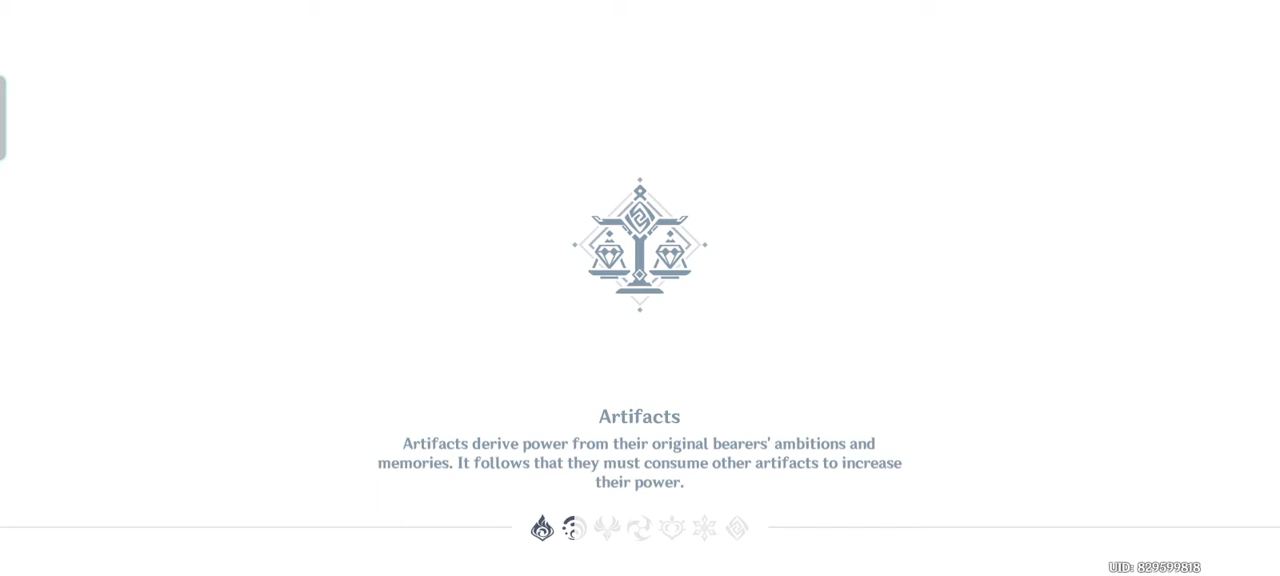 Artifacts
Artifacts derive power from their original bearers' ambitions and
memories. It follows that they must consume other artifacts to increase
their power.
UID: 829599818